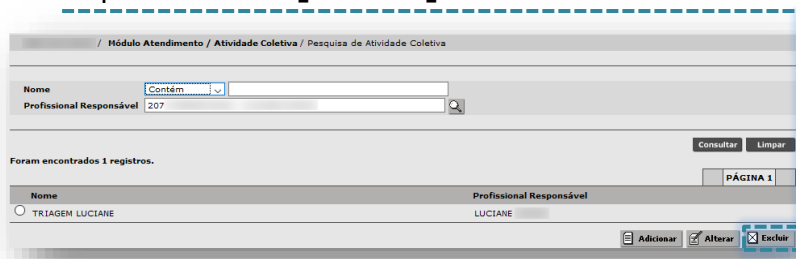 / Módulo Atendimento / Atividade Coletiva / Pesquisa de Atividade Coletiva
Nome Contém
Profissional Responsável 207
Consultar Limpar
Foram encontrados 1 registros.
PÁGINA 1
Nome Profissional Responsável
TRIAGEM LUCIANE LUCIANE
Adicionar Alterar Excluir